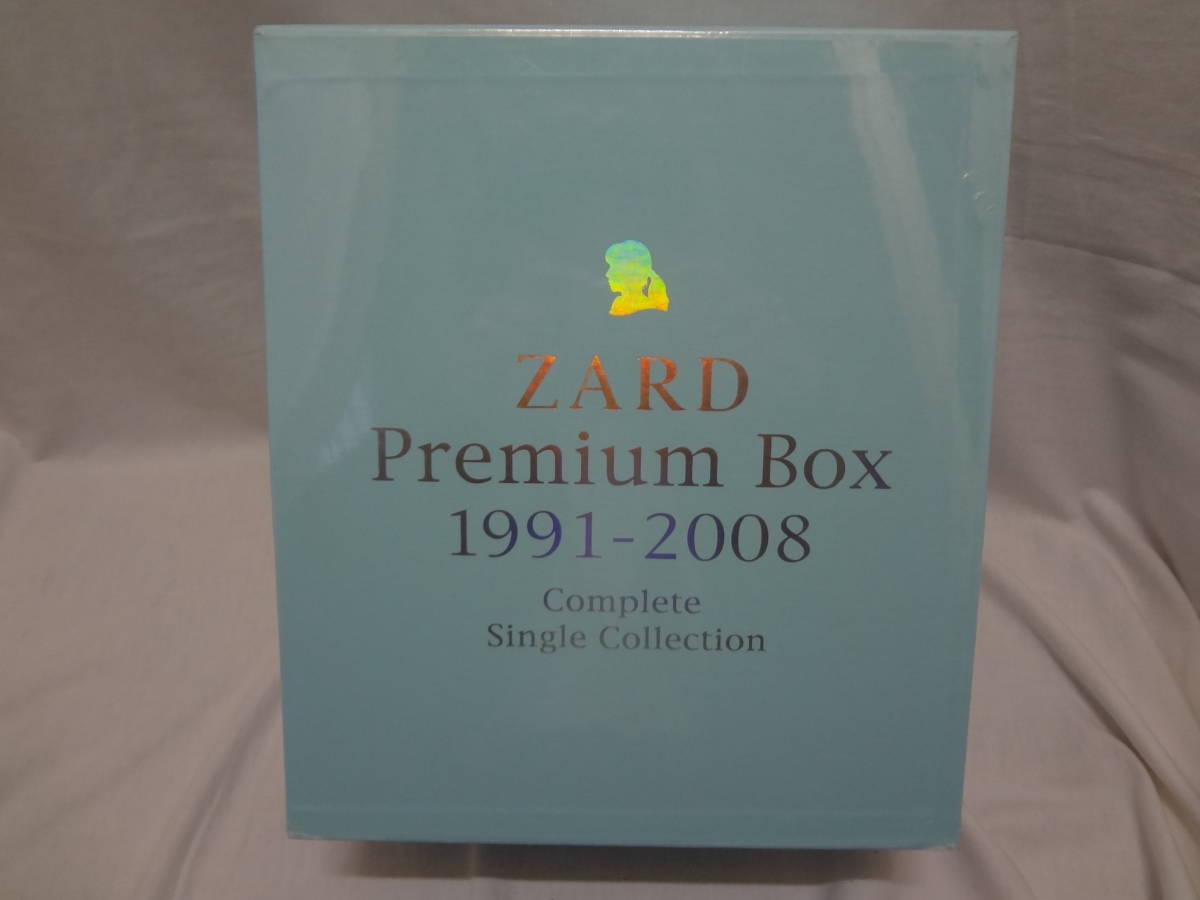 ZARD
Premium Box
1991-2008
Complete
Single Collection